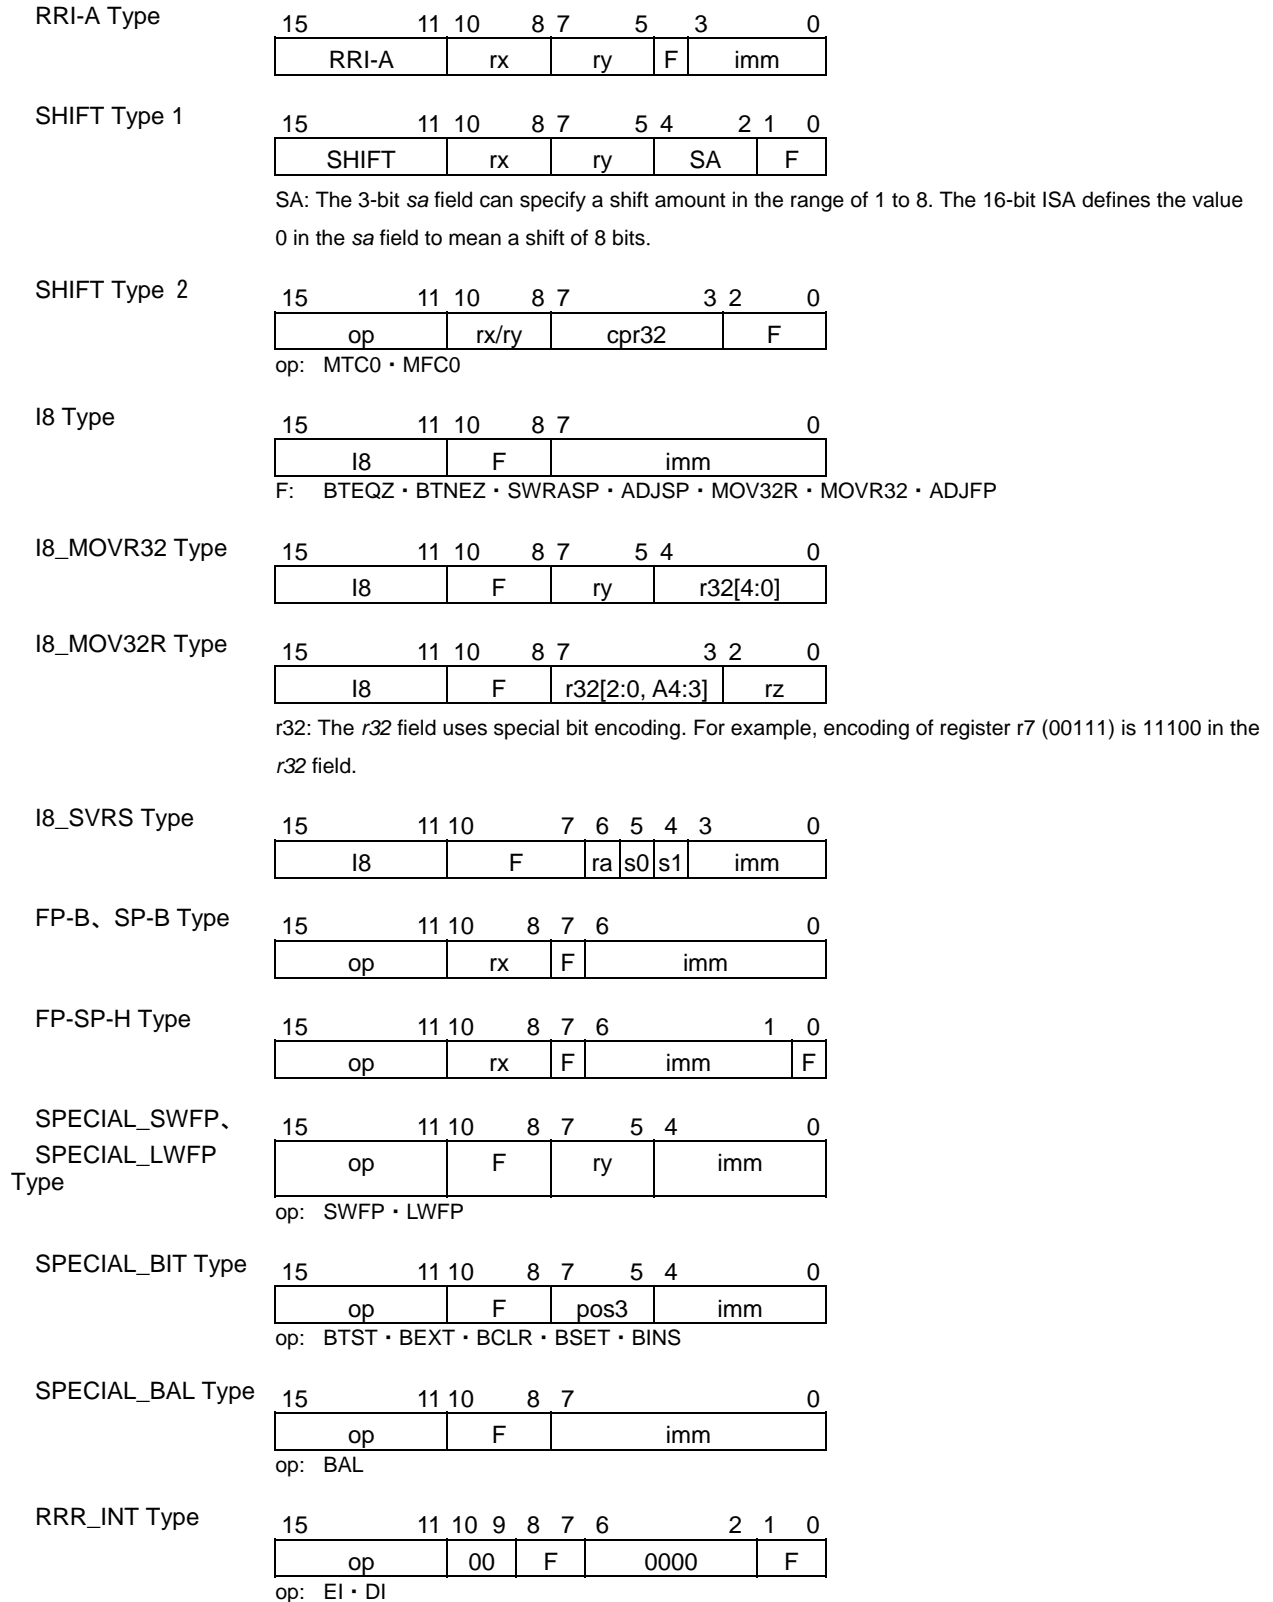 RRI-A Type
15 11 10 8 7 5 3 0
RRI-A rx ry F imm
SHIFT Type 1
15 11 10 8 7 5 4 2 1 0
SHIFT rx ry SA F
SA: The 3-bit sa field can specify a shift amount in the range of 1 to 8. The 16-bit ISA defines the value
0 in the sa field to mean a shift of 8 bits.
SHIFT Type 2
15 11 10 8 7 3 2 0
op rx/ry cpr32 F
op: MTC0・MFC0
I8 Type
15 11 10 8 7 0
I8 F imm
F: BTEQZ・BTNEZ・SWRASP・ADJSP・MOV32R・MOVR32・ADJFP
I8_MOVR32 Type
15 11 10 8 7 5 4 0
I8 F ry r32[4:0]
I8_MOV32R Type
15 11 10 8 7 3 2 0
I8 F r32[2:0, A4:3] rz
r32: The r32 field uses special bit encoding. For example, encoding of register r7 (00111) is 11100 in the
r32 field.
I8_SVRS Type
15 11 10 7 6 5 4 3 0
I8 F ra s0 s1 imm
FP-B、SP-B Type
15 11 10 8 7 6 0
op rx F imm
FP-SP-H Type
15 11 10 8 7 6 1 0
op rx F imm F
SPECIAL_SWFP、
SPECIAL_LWFP
Type
15 11 10 8 7 5 4 0
op F ry imm
op: SWFP・LWFP
SPECIAL_BIT Type
15 11 10 8 7 5 4 0
op F pos3 imm
op: BTST・BEXT・BCLR・BSET・BINS
SPECIAL_BAL Type
15 11 10 8 7 0
op F imm
op: BAL
RRR_INT Type
15 11 10 9 8 7 6 2 1 0
op 00 F 0000 F
op: EI・DI